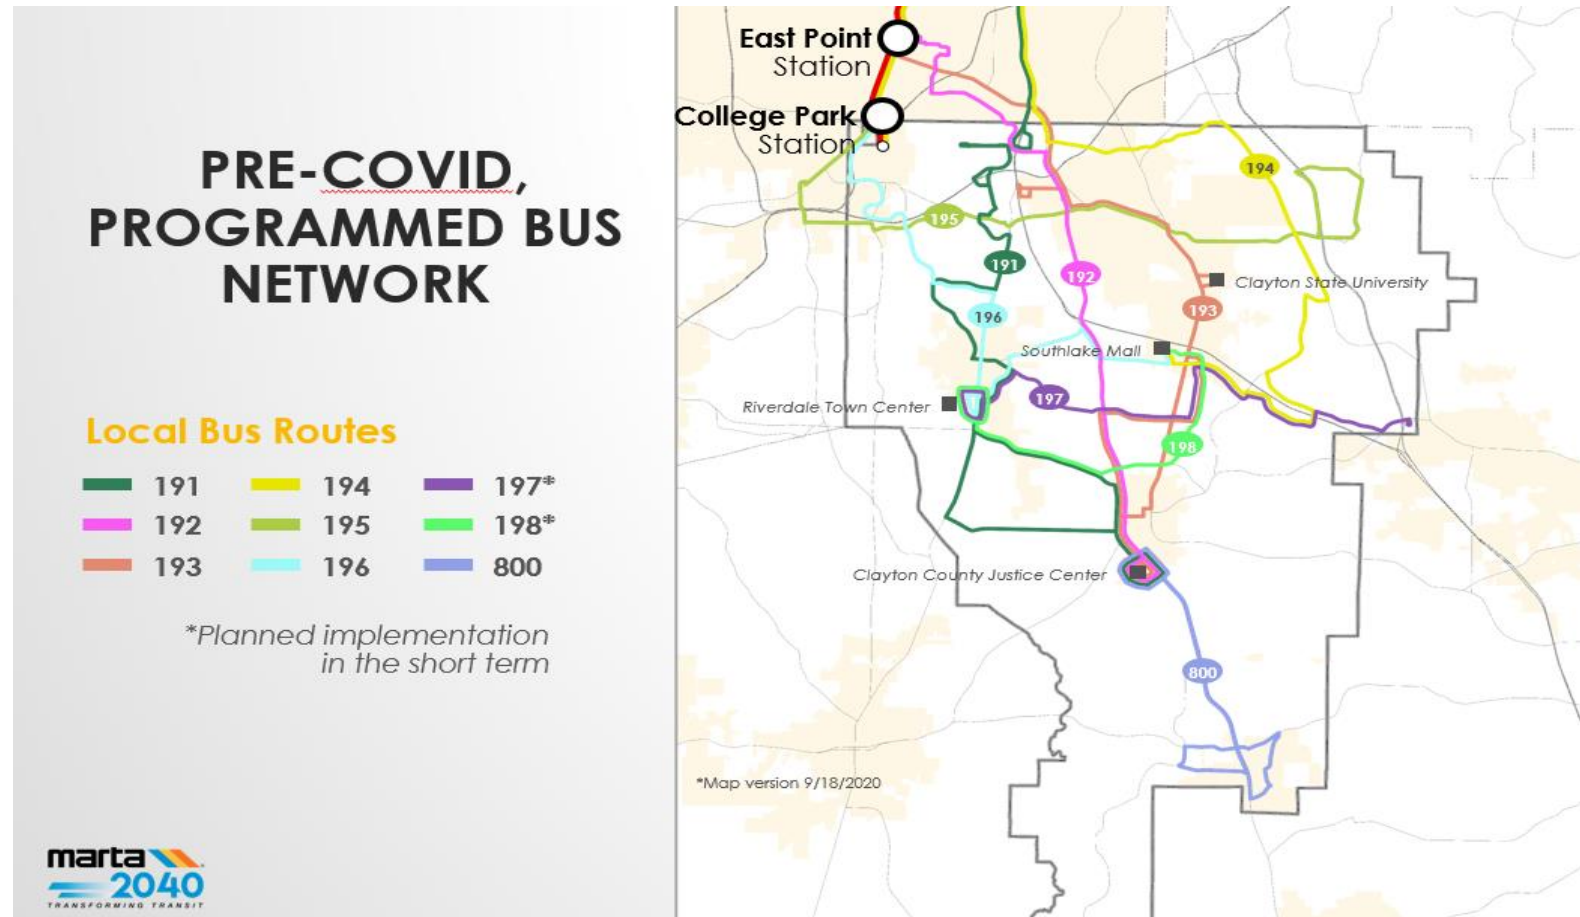 PRE-COVID,
PROGRAMMED BUS
NETWORK
Local Bus Routes
191
194
197*
192
195
198*
193
196
800
*Planned implementation
in the short term
marta
2040
TRANSFORMING TRANSIT
East Point
Station
College Park
Station
194
195
191
192
Clayton State University
193
196
Southlake Mall
197
Riverdale Town Center
198
Clayton County Justice Center
800
*Map version 9/18/2020